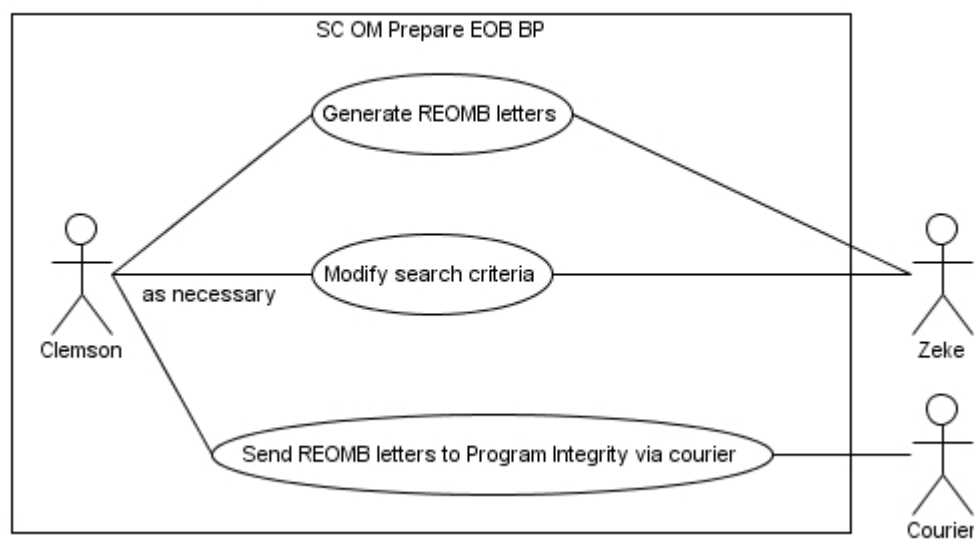 SC OM Prepare EOB BP
Generate REOMB letters
Modify search criteria
as necessary
Clemson
Zeke
Send REOMB letters to Program Integrity via courier
Courier